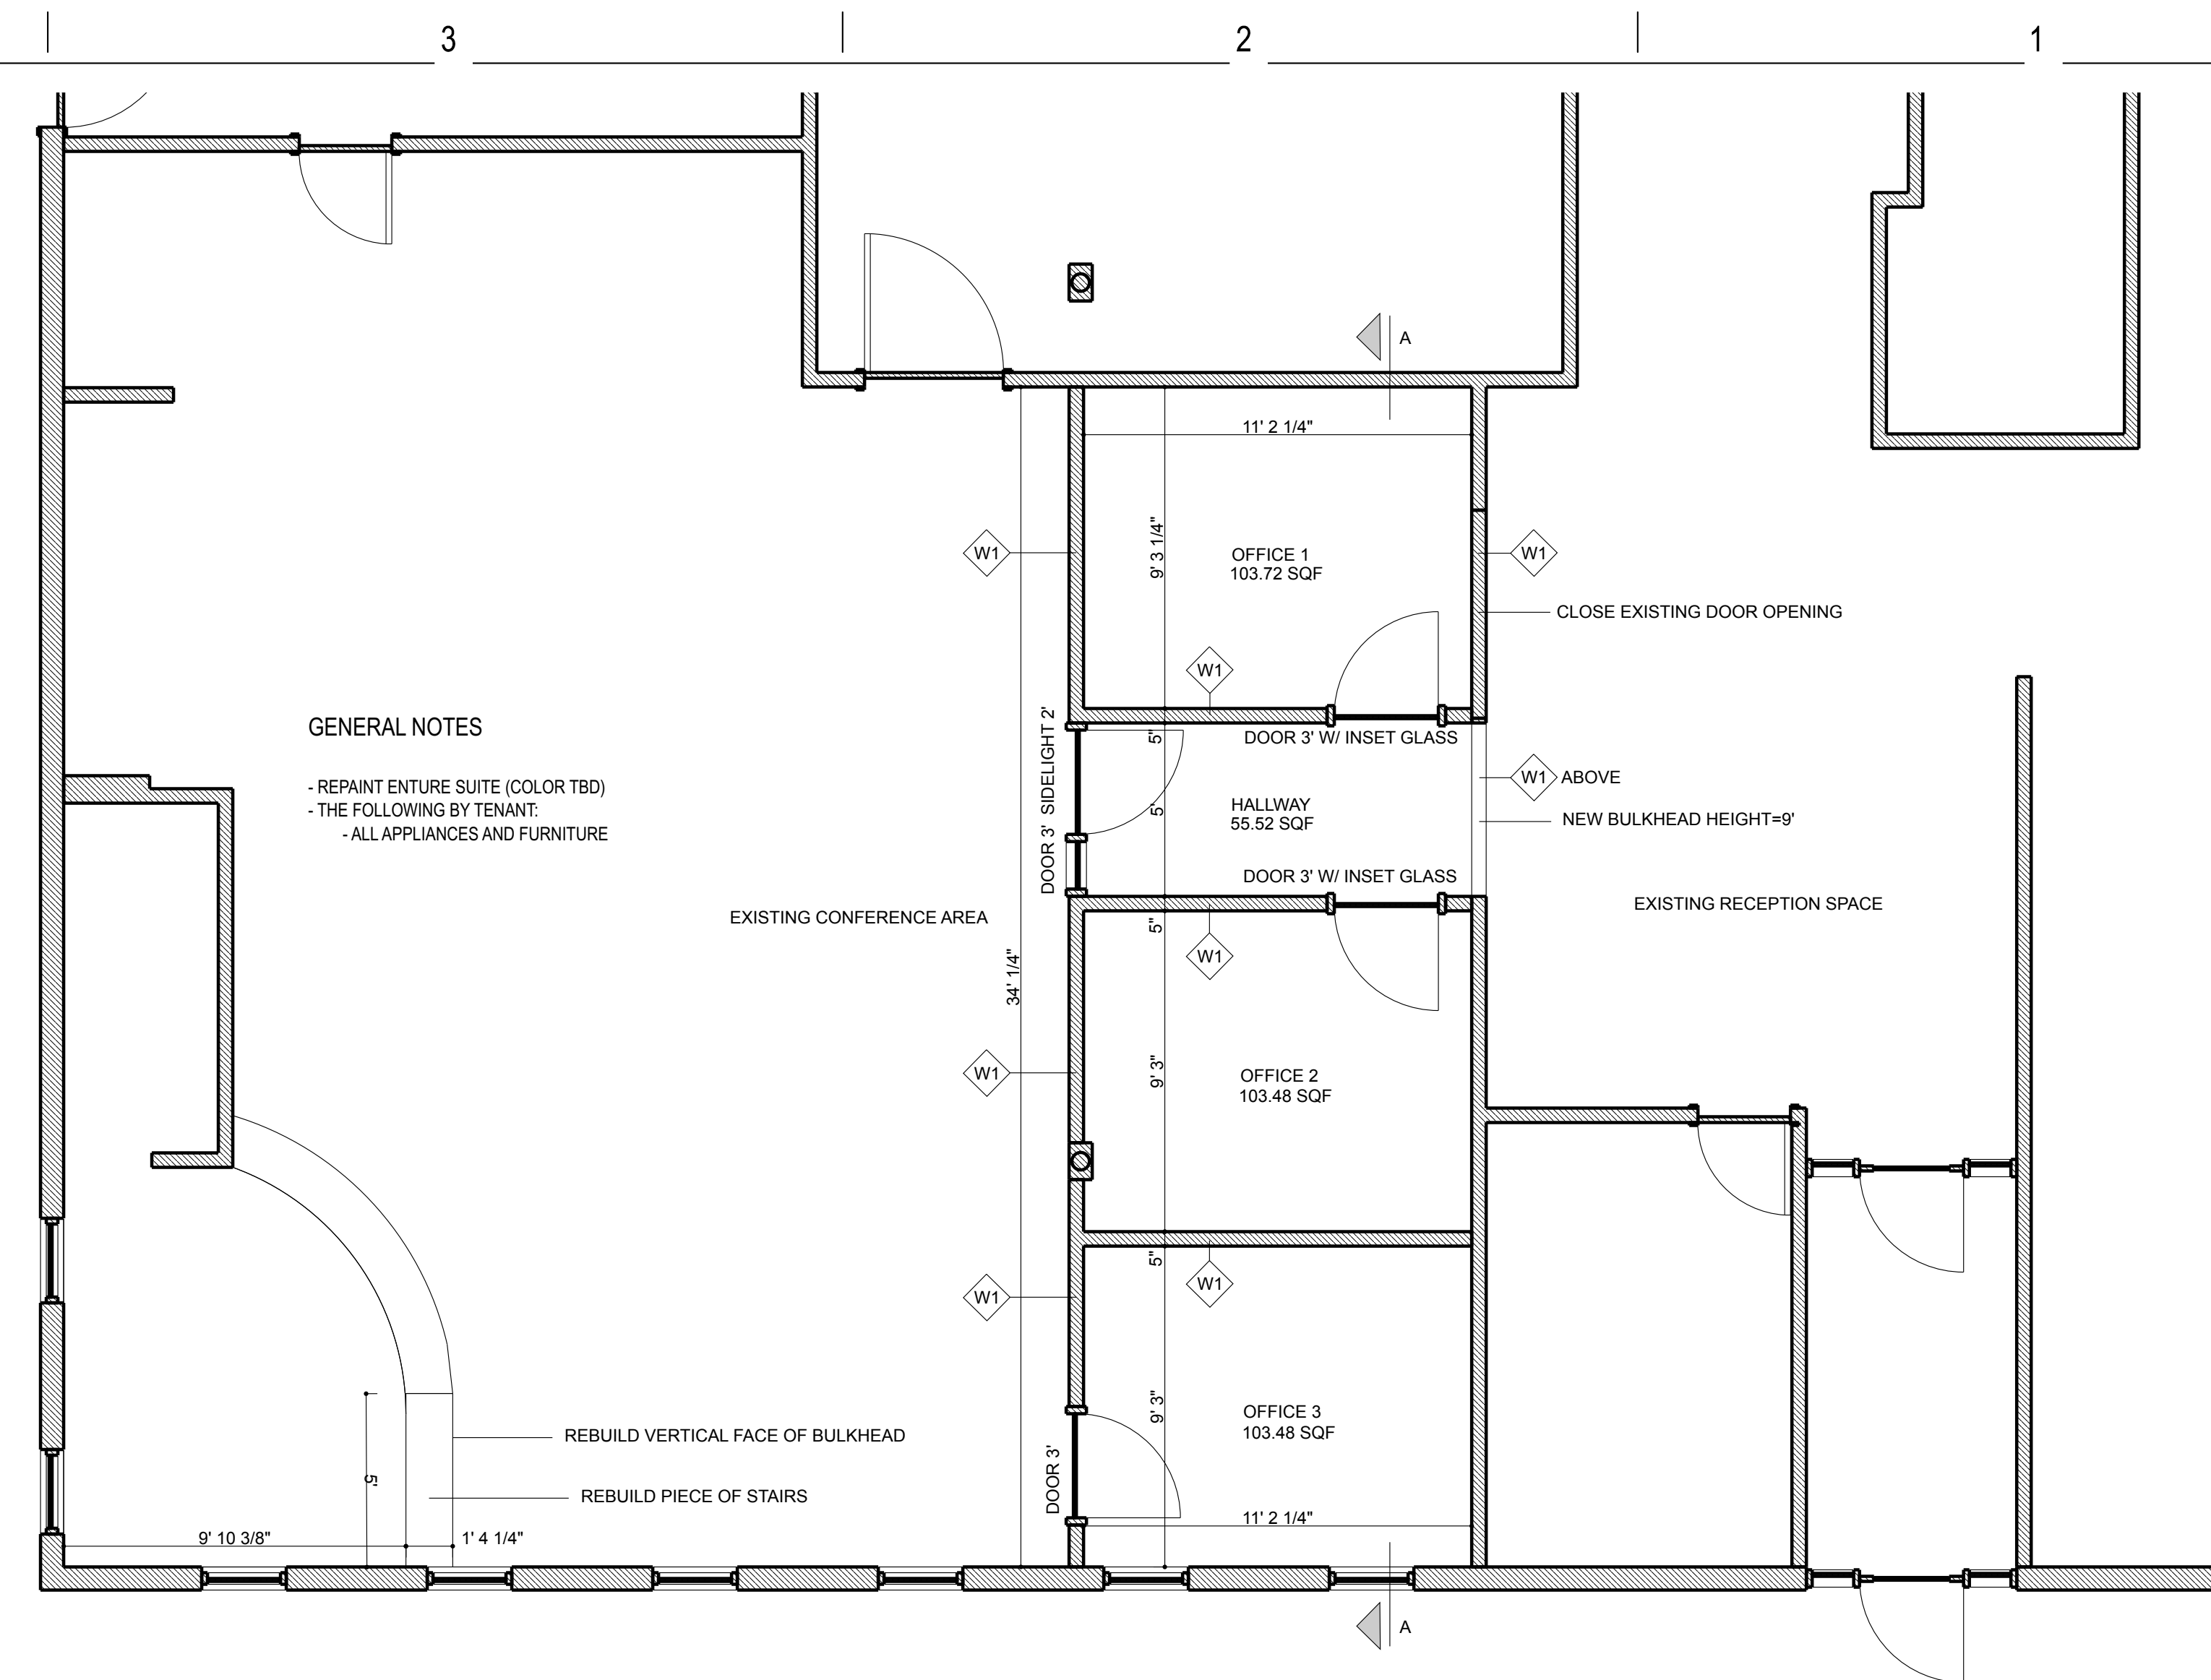 3
2
1
A
11' 2 1/4"
9' 3 1/4"
W1
OFFICE 1
103.72 SQF
W1
CLOSE EXISTING DOOR OPENING
W1
GENERAL NOTES
- REPAINT ENTURE SUITE (COLOR TBD)
- THE FOLLOWING BY TENANT:
- ALL APPLIANCES AND FURNITURE
DOOR 3' SIDELIGHT 2'
5"
DOOR 3' W/ INSET GLASS
W1 ABOVE
5'
HALLWAY
55.52 SQF
NEW BULKHEAD HEIGHT=9'
DOOR 3' W/ INSET GLASS
EXISTING CONFERENCE AREA
5"
EXISTING RECEPTION SPACE
W1
34' 1/4"
W1
9' 3"
OFFICE 2
103.48 SQF
5"
W1
W1
9' 3"
OFFICE 3
103.48 SQF
REBUILD VERTICAL FACE OF BULKHEAD
5'
DOOR 3'
REBUILD PIECE OF STAIRS
11' 2 1/4"
9' 10 3/8"
1' 4 1/4"
A